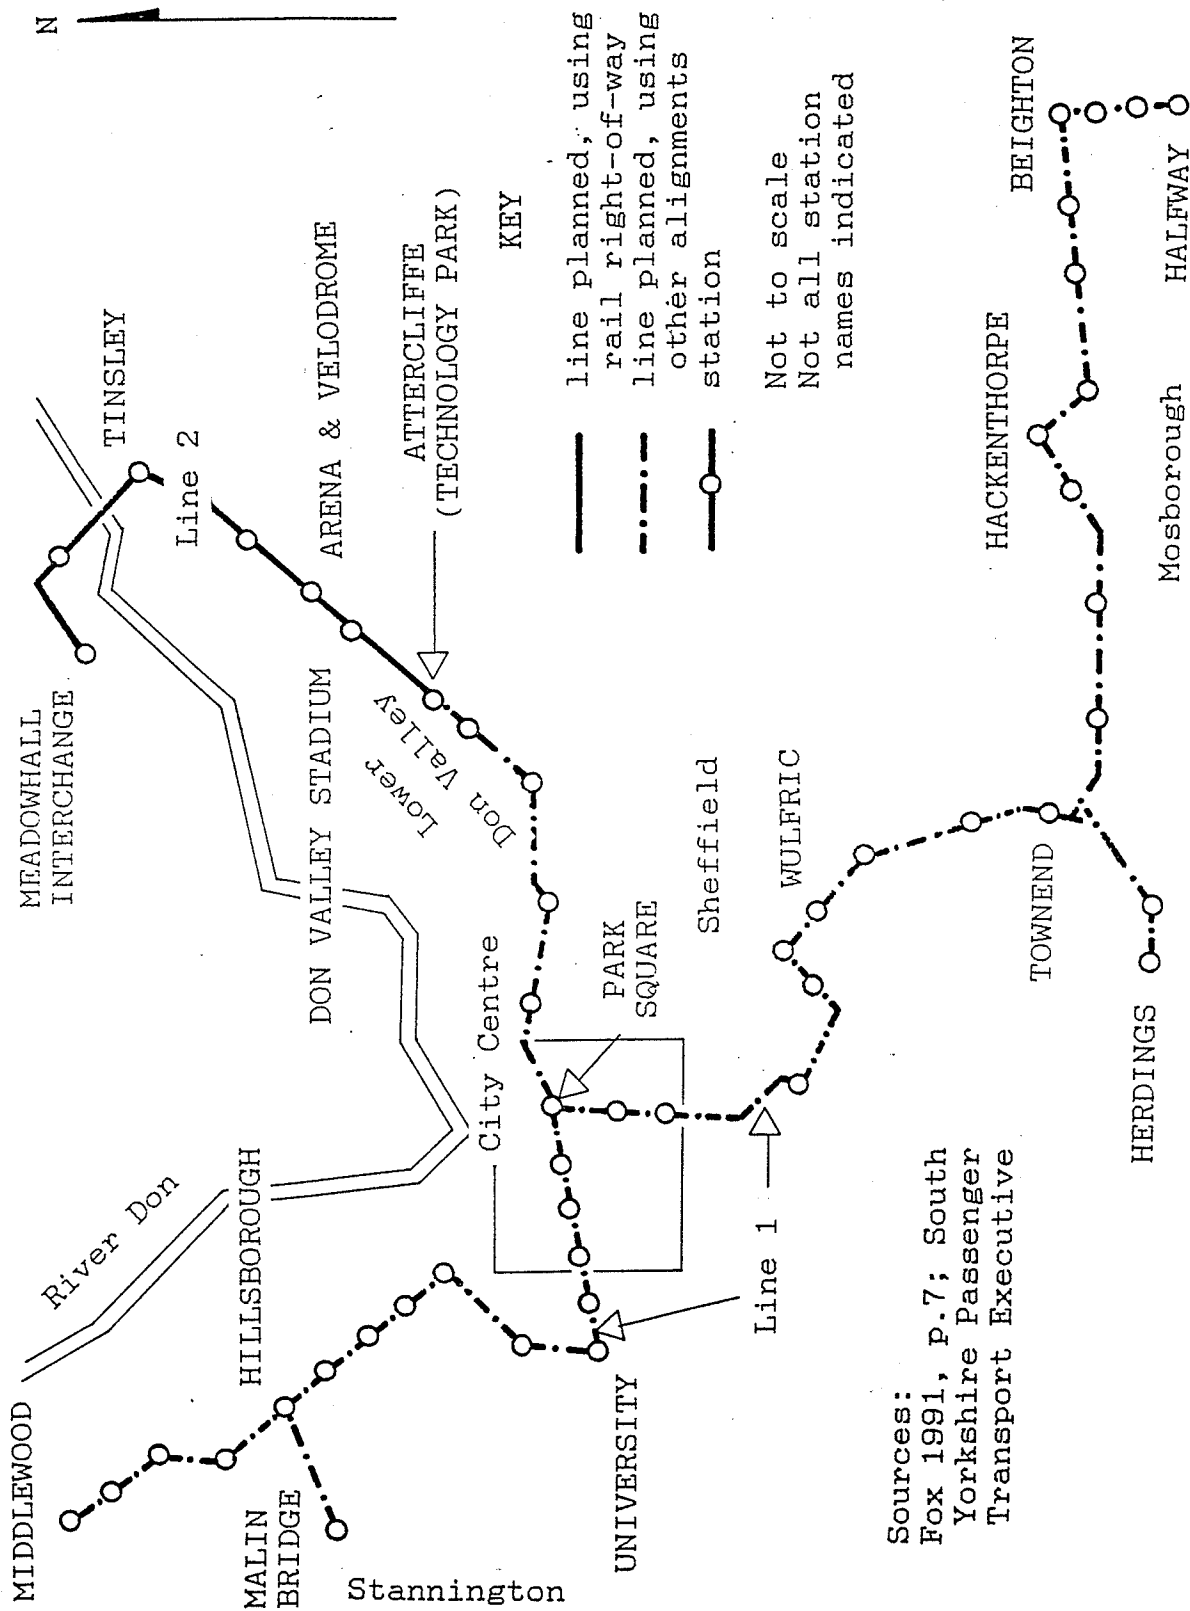 N
MIDDLEWOOD
River Don
MEADOWHALL
INTERCHANGE
TINSLEY
Line 2
HILLSBOROUGH
MALIN
BRIDGE
Stannington
DON VALLEY STADIUM
ARENA & VELODROME
Lower
Don Valley
ATTERCLIFFE
(TECHNOLOGY PARK)
City Centre
UNIVERSITY
PARK
SQUARE
Sheffield
Line 1
WULFRIC
KEY
line planned, using
rail right-of-way
line planned, using
other alignments
station
Not to scale
Not all station
names indicated
Sources:
Fox 1991, p.7; South
Yorkshire Passenger
Transport Executive
TOWNEND
HERDINGS
HACKENTHORPE
BEIGHTON
Mosborough
HALFWAY